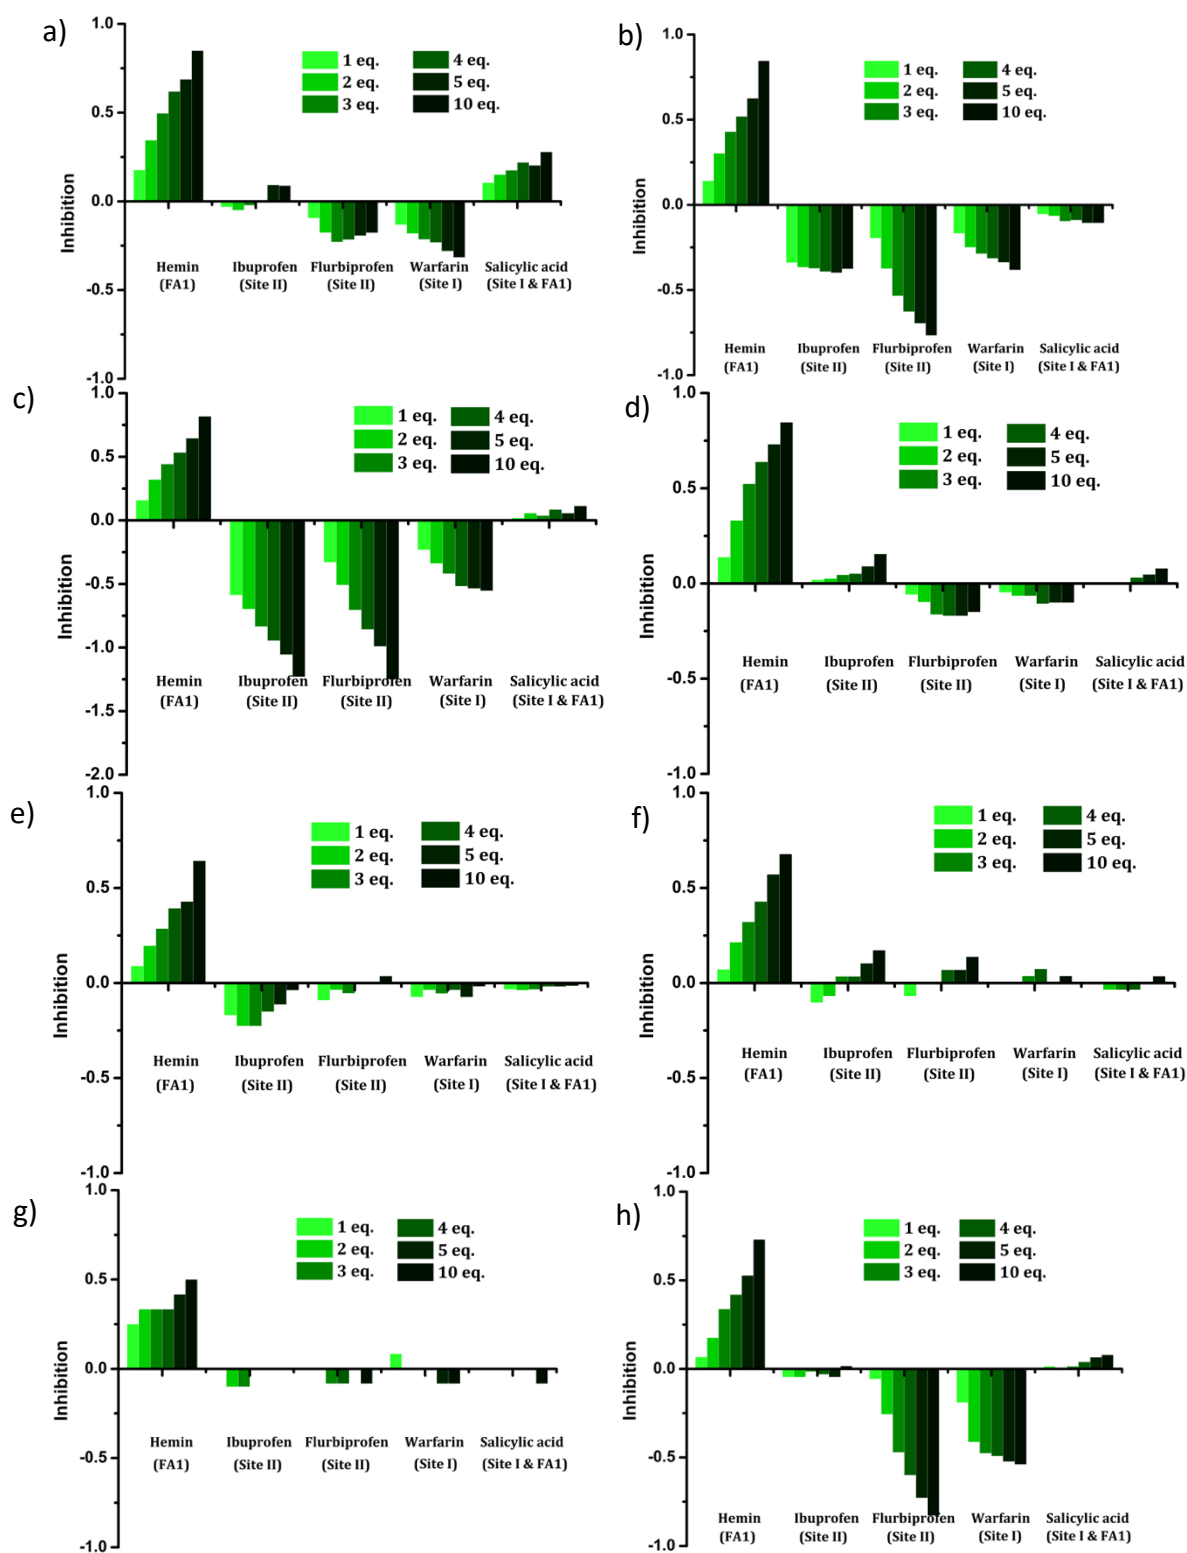 a)
1.0
0.5
0.0
-0.5
-1.0
Inhibition
1 eq.
2 eq.
3 eq.
4 eq.
5 eq.
10 eq.
Hemin
(FA1)
Ibuprofen
(Site II)
Flurbiprofen
(Site II)
Warfarin
(Site I)
Salicylic acid
(Site I & FA1)
b)
1.0
0.5
0.0
-0.5
-1.0
Inhibition
1 eq.
2 eq.
3 eq.
4 eq.
5 eq.
10 eq.
Hemin
(FA1)
Ibuprofen
(Site II)
Flurbiprofen
(Site II)
Warfarin
(Site I)
Salicylic acid
(Site I & FA1)
c)
1.0
0.5
0.0
-0.5
-1.0
-1.5
-2.0
Inhibition
1 eq.
2 eq.
3 eq.
4 eq.
5 eq.
10 eq.
Hemin
(FA1)
Ibuprofen
(Site II)
Flurbiprofen
(Site II)
Warfarin
(Site I)
Salicylic acid
(Site I & FA1)
d)
1.0
0.5
0.0
-0.5
-1.0
Inhibition
1 eq.
2 eq.
3 eq.
4 eq.
5 eq.
10 eq.
Hemin
(FA1)
Ibuprofen
(Site II)
Flurbiprofen
(Site II)
Warfarin
(Site I)
Salicylic acid
(Site I & FA1)
e)
1.0
0.5
0.0
-0.5
-1.0
Inhibition
1 eq.
2 eq.
3 eq.
4 eq.
5 eq.
10 eq.
Hemin
(FA1)
Ibuprofen
(Site II)
Flurbiprofen
(Site II)
Warfarin
(Site I)
Salicylic acid
(Site I & FA1)
f)
1.0
0.5
0.0
-0.5
-1.0
Inhibition
1 eq.
2 eq.
3 eq.
4 eq.
5 eq.
10 eq.
Hemin
(FA1)
Ibuprofen
(Site II)
Flurbiprofen
(Site II)
Warfarin
(Site I)
Salicylic acid
(Site I & FA1)
g)
1.0
0.5
0.0
-0.5
-1.0
Inhibition
1 eq.
2 eq.
3 eq.
4 eq.
5 eq.
10 eq.
Hemin
(FA1)
Ibuprofen
(Site II)
Flurbiprofen
(Site II)
Warfarin
(Site I)
Salicylic acid
(Site I & FA1)
h)
1.0
0.5
0.0
-0.5
-1.0
Inhibition
1 eq.
2 eq.
3 eq.
4 eq.
5 eq.
10 eq.
Hemin
(FA1)
Ibuprofen
(Site II)
Flurbiprofen
(Site II)
Warfarin
(Site I)
Salicylic acid
(Site I & FA1)